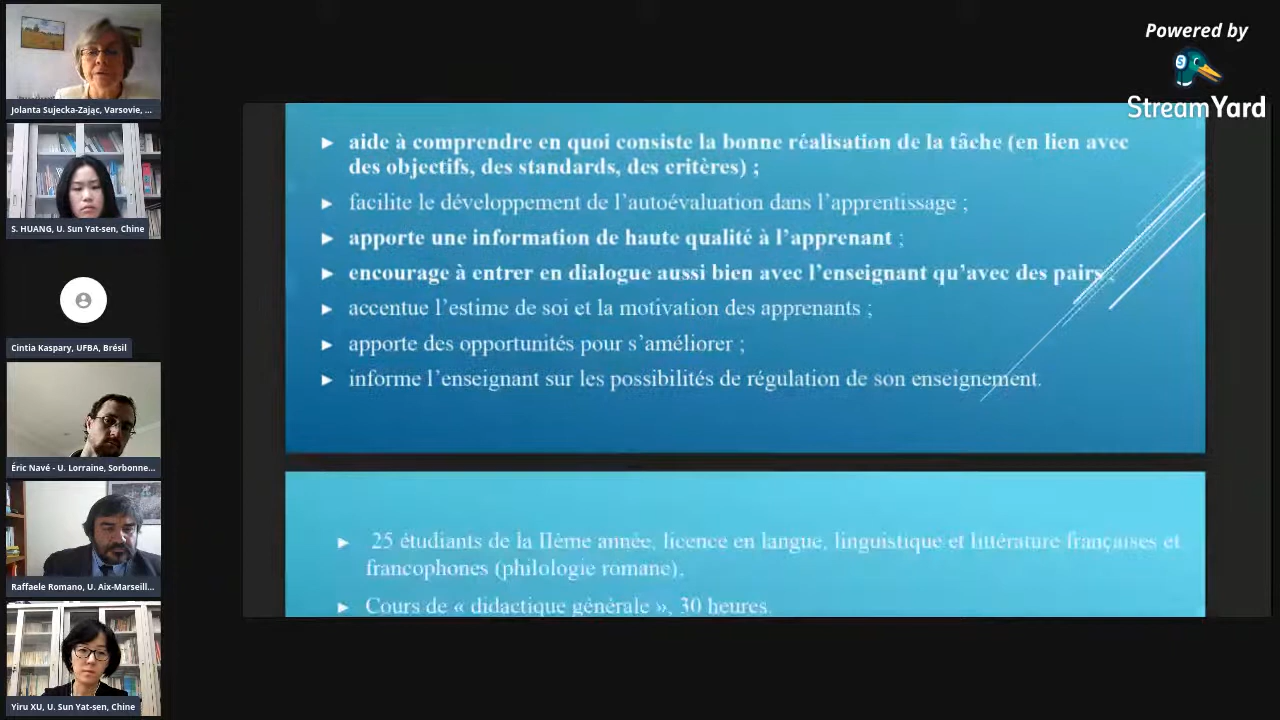 Powered by
StreamYard
Jolanta Sujecka-Zając, Varsovie, ...
S. HUANG, U. Sun Yat-sen, Chine
Cintia Kaspary, UFBA, Brésil
Éric Navé - U. Lorraine, Sorbonne...
Raffaele Romano, U. Aix-Marseill...
Yiru XU, U. Sun Yat-sen, Chine
aide à comprendre en quoi consiste la bonne réalisation de la tâche (en lien avec
des objectifs, des standards, des critères) ;
facilite le développement de l'autoévaluation dans l'apprentissage ;
apporte une information de haute qualité à l'apprenant ;
encourage à entrer en dialogue aussi bien avec l'enseignant qu'avec des pairs ;
accentue l'estime de soi et la motivation des apprenants ;
apporte des opportunités pour s'améliorer ;
informe l'enseignant sur les possibilités de régulation de son enseignement.
25 étudiants de la IIème année, licence en langue, linguistique et littérature françaises et
francophones (philologie romane).
Cours de « didactique générale », 30 heures.